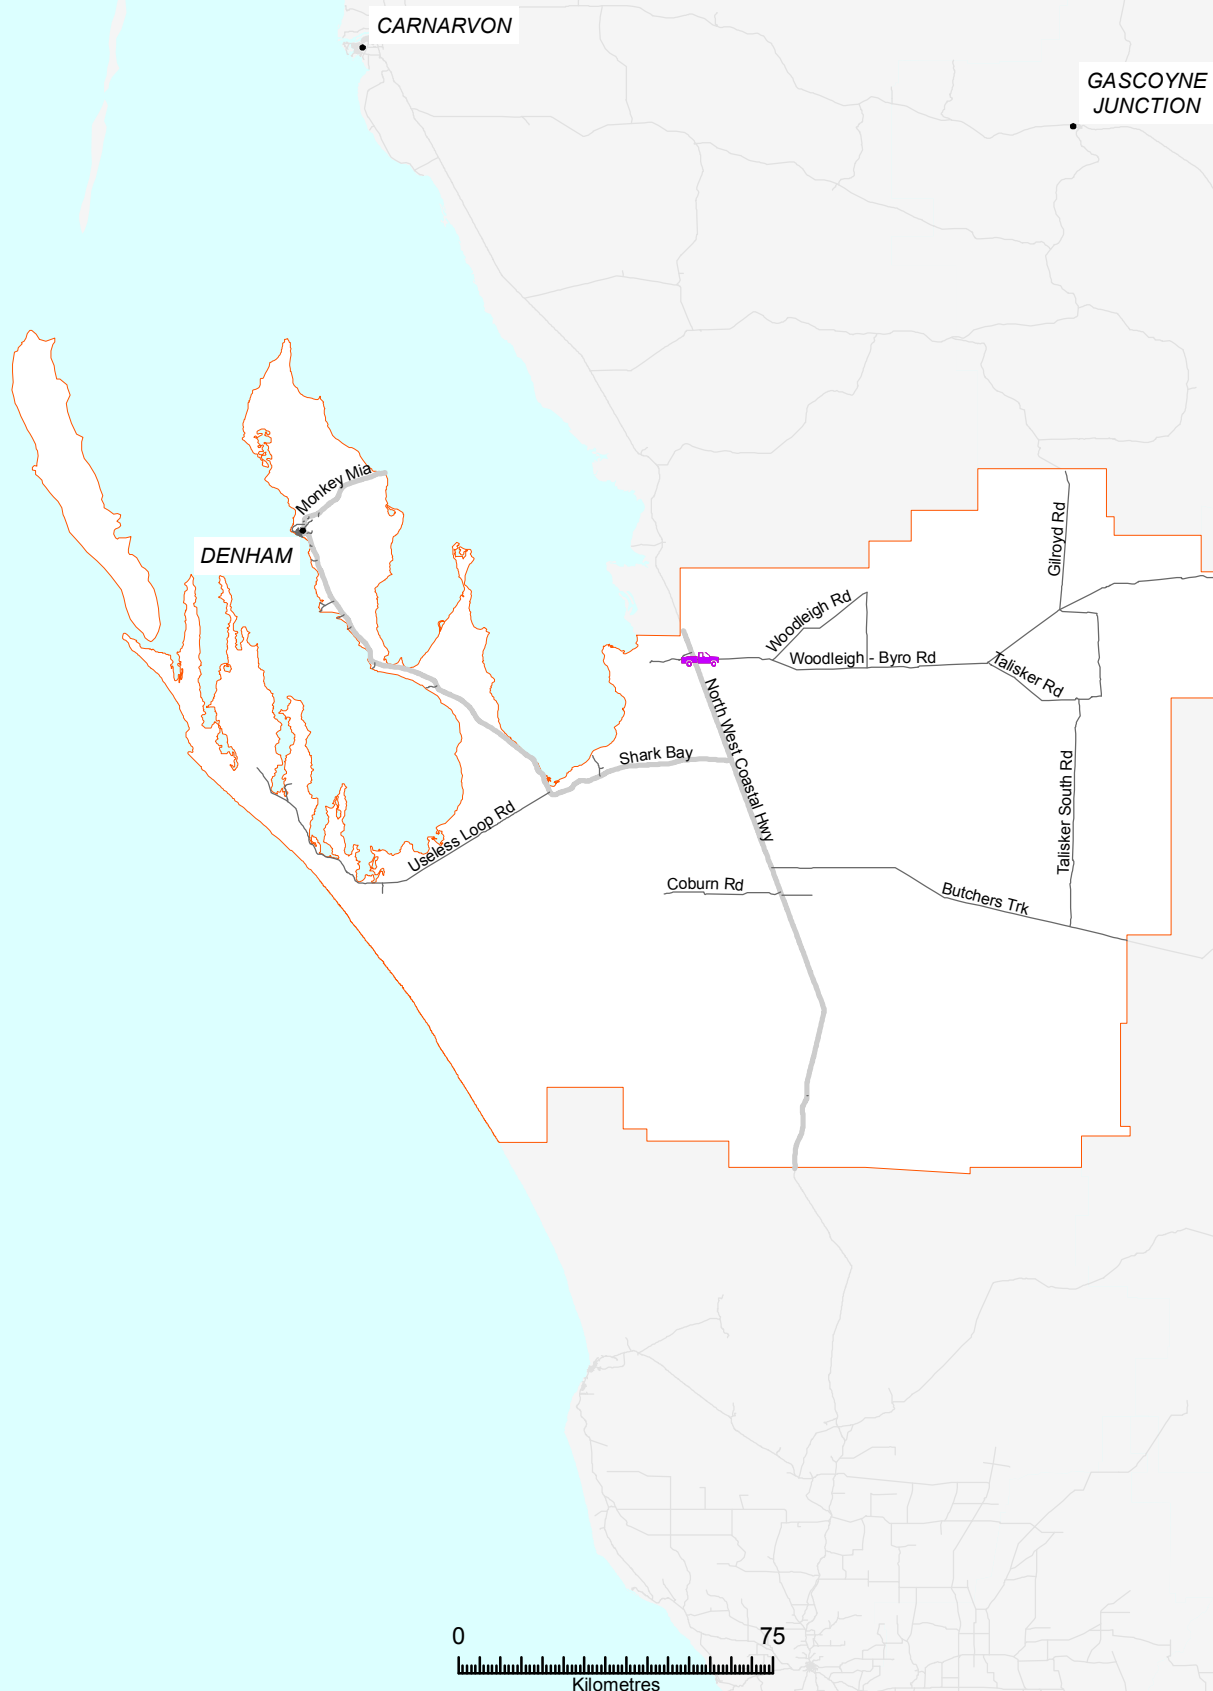 CARNARVON
GASCOYNE
JUNCTION
Monkey Mia
DENHAM
Gilroyd Rd
Woodleigh Rd
Woodleigh - Byro Rd
Talisker Rd
North West Coastal Hwy
Shark Bay
Talisker South Rd
Useless Loop Rd
Coburn Rd
Butchers Trk
0 75
Kilometres